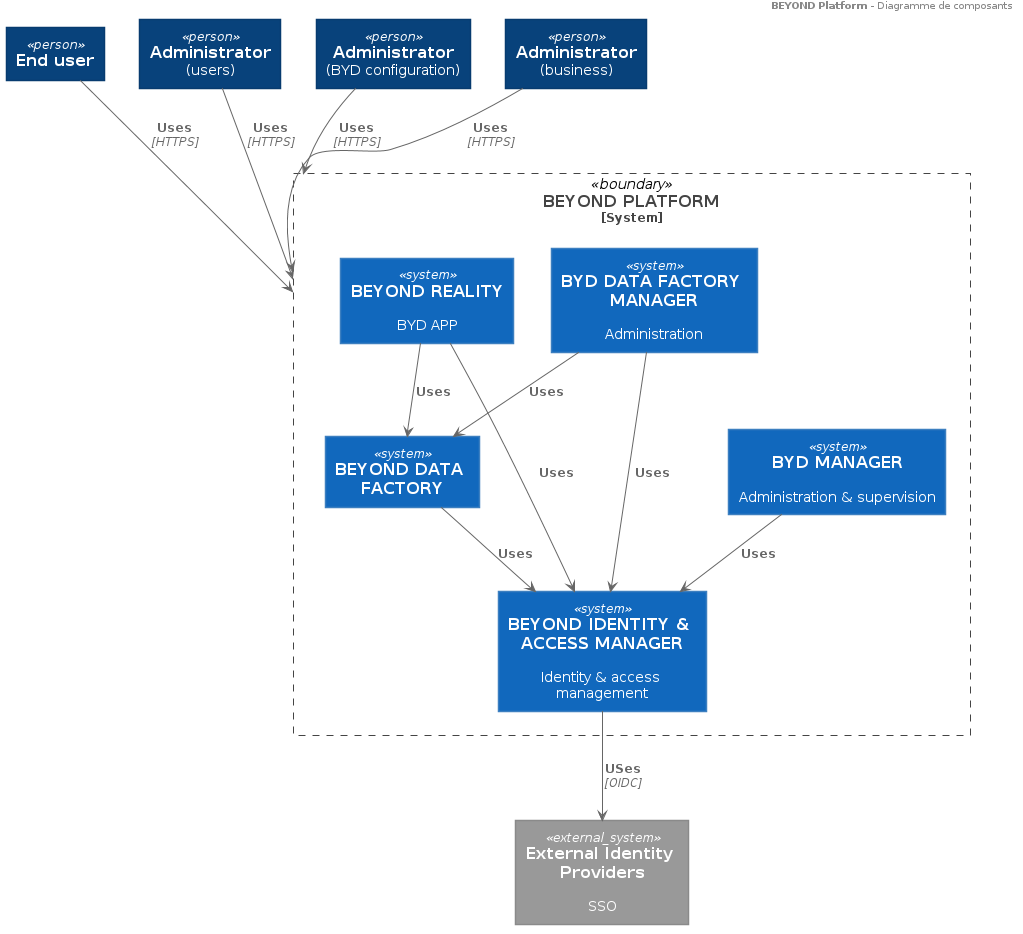 BEYOND Platform - Diagramme de composants
«person»
End user
«person»
Administrator
(users)
«person»
Administrator
(BYD configuration)
«person»
Administrator
(business)
Uses
[HTTPS]
Uses
[HTTPS]
Uses
[HTTPS]
Uses
[HTTPS]
«boundary»
BEYOND PLATFORM
[System]
«system»
BEYOND REALITY
BYD APP
«system»
BYD DATA FACTORY
MANAGER
Administration
Uses
Uses
«system»
BEYOND DATA
FACTORY
Uses
Uses
«system»
BYD MANAGER
Administration & supervision
Uses
Uses
«system»
BEYOND IDENTITY &
ACCESS MANAGER
Identity & access
management
USes
[OIDC]
«external_system»
External Identity
Providers
SSO